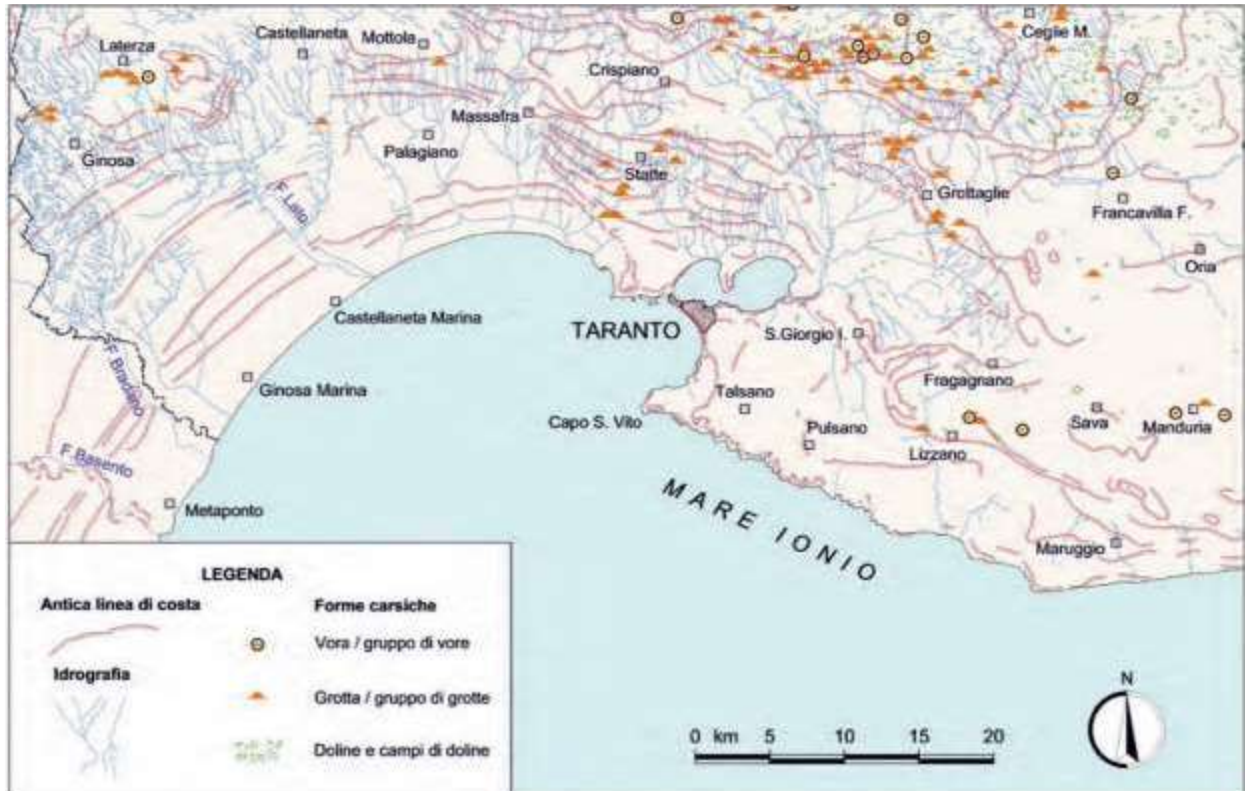 Castellaneta
Mottola
Laterza
Ceglie M.
Crispiano
Massafra
Palagiano
Ginosa
Statte
F. Lato
Grottaglie
Francavilla F.
Oria
Castellaneta Marina
TARANTO
S.Giorgio I.
F. Bradano
Ginosa Marina
Fragagnano
Talsano
Capo S. Vito
Sava
Manduria
Pulsano
Lizzano
F. Basento
Metaponto
MARE IONIO
Maruggio
LEGENDA
Antica linea di costa
Forme carsiche
Vora / gruppo di vore
Idrografia
Grotta / gruppo di grotte
Doline e campi di doline
0 km 5 10 15 20
N